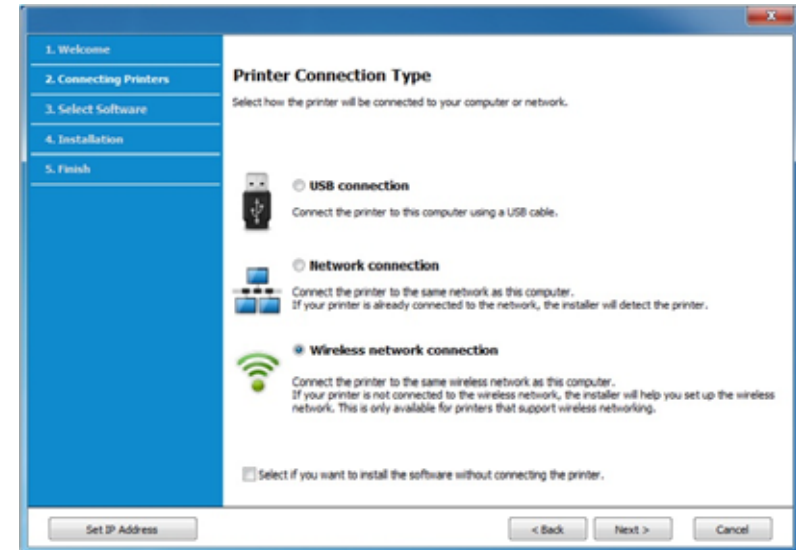 X
1. Welcome
2. Connecting Printers
3. Select Software
4. Installation
5. Finish
Printer Connection Type
Select how the printer will be connected to your computer or network.
USB connection
Connect the printer to this computer using a USB cable.
Network connection
Connect the printer to the same network as this computer.
If your printer is already connected to the network, the installer will detect the printer.
Wireless network connection
Connect the printer to the same wireless network as this computer.
If your printer is not connected to the wireless network, the installer will help you set up the wireless
network. This is only available for printers that support wireless networking.
Select if you want to install the software without connecting the printer.
Set IP Address
< Back
Next >
Cancel